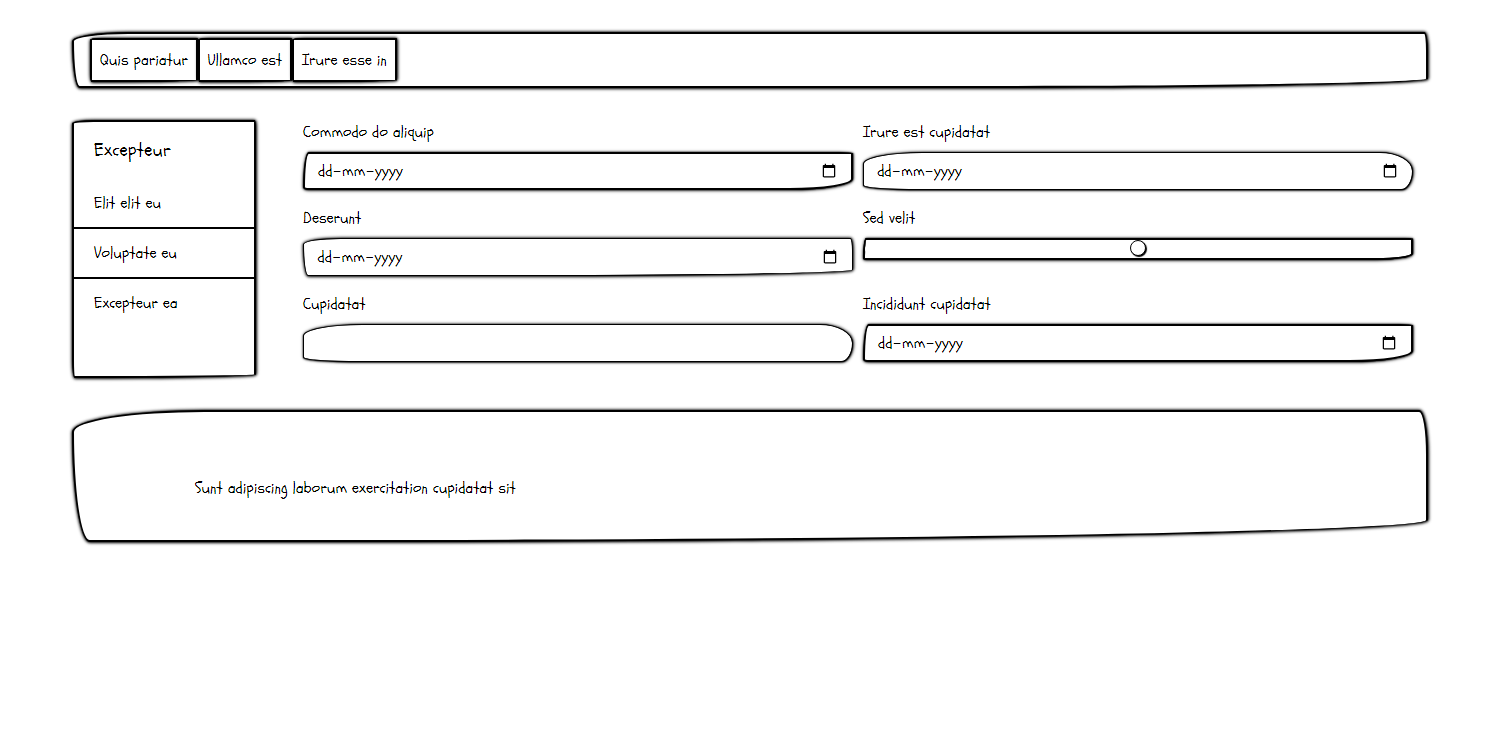 Quis pariatur Ullamco est Irure esse in
Excepteur
Elit elit eu
Voluptate eu
Excepteur ea
Commodo do aliquip
dd-mm-yyyy
Irure est cupidatat
dd-mm-yyyy
Deserunt
dd-mm-yyyy
Sed velit
Cupidatat
Incididunt cupidatat
dd-mm-yyyy
Sunt adipiscing laborum exercitation cupidatat sit